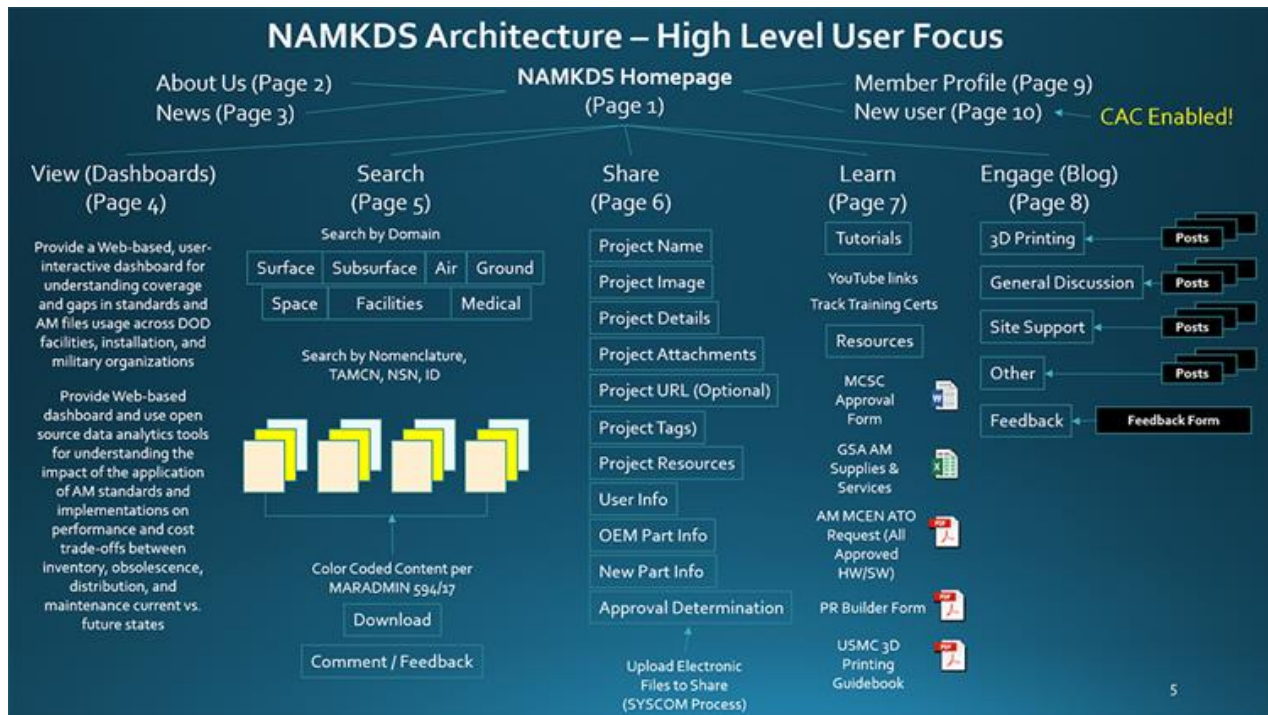 NAMKDS Architecture – High Level User Focus
About Us (Page 2)
News (Page 3)
NAMKDS Homepage
(Page 1)
Member Profile (Page 9)
New user (Page 10)
CAC Enabled!
View (Dashboards)
(Page 4)
Provide a Web-based, user-
interactive dashboard for
understanding coverage
and gaps in standards and
AM files usage across DOD
facilities, installation, and
military organizations
Provide Web-based
dashboard and use open
source data analytics tools
for understanding the
impact of the application
of AM standards and
implementations on
performance and cost
trade-offs between
inventory, obsolescence,
distribution, and
maintenance current vs.
future states
Search
(Page 5)
Search by Domain
Surface Subsurface Air Ground
Space Facilities Medical
Search by Nomenclature,
TAMCN, NSN, ID
Color Coded Content per
MARADMIN 594/17
Download
Comment / Feedback
Share
(Page 6)
Project Name
Project Image
Project Details
Project Attachments
Project URL (Optional)
Project Tags)
Project Resources
User Info
OEM Part Info
New Part Info
Approval Determination
Upload Electronic
Files to Share
(SYSCOM Process)
Learn
(Page 7)
Tutorials
YouTube links
Track Training Certs
Resources
MCSC
Approval
Form
GSA AM
Supplies &
Services
AM MCEN ATO
Request (All
Approved
HW/SW)
PDF
PR Builder Form
PDF
USMC 3D
Printing
Guidebook
PDF
Engage (Blog)
(Page 8)
3D Printing
Posts
General Discussion
Posts
Site Support
Posts
Other
Posts
Feedback
Feedback Form
5